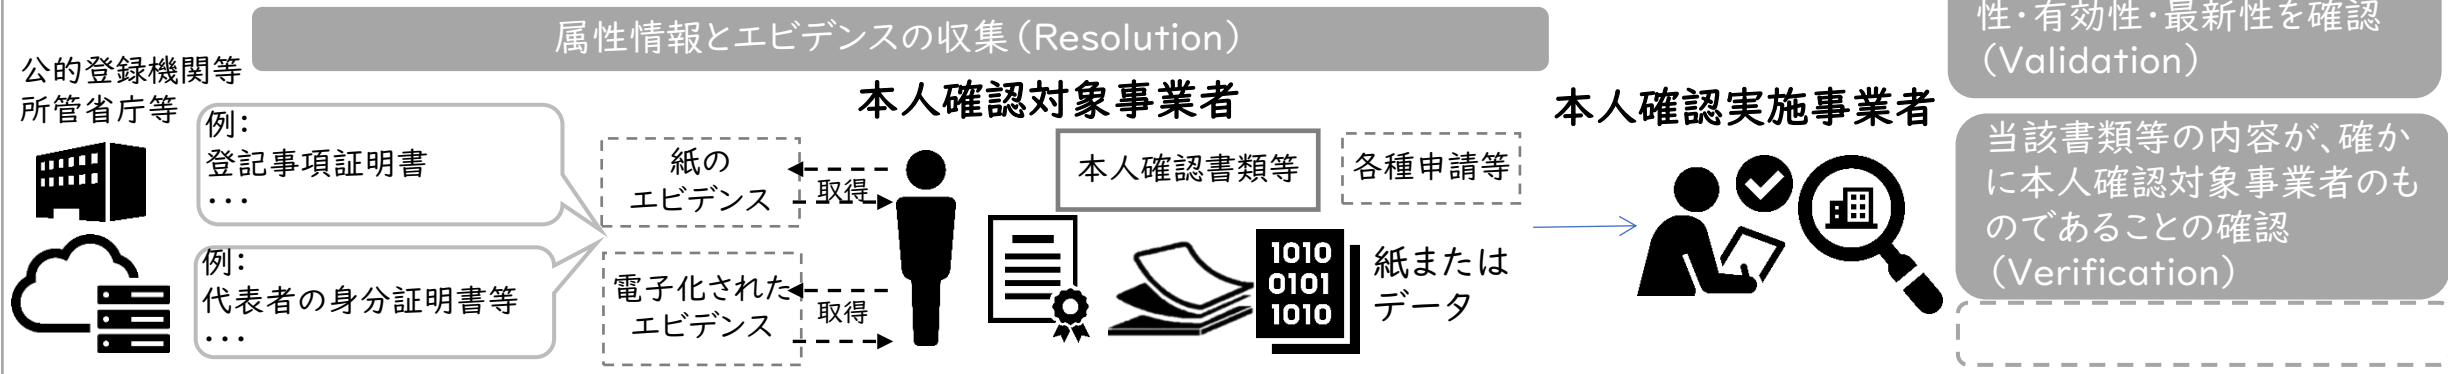 属性情報とエビデンスの収集(Resolution)
公的登録機関等
所管省庁等
例:
登記事項証明書
・・・
例:
代表者の身分証明書等
・・・
紙の
エビデンス
電子化された
エビデンス
取得
取得
本人確認対象事業者
本人確認書類等
各種申請等
1010
0101
1010
紙または
データ
本人確認実施事業者
性・有効性・最新性を確認
(Validation)
当該書類等の内容が、確か
に本人確認対象事業者のも
のであることの確認
(Verification)